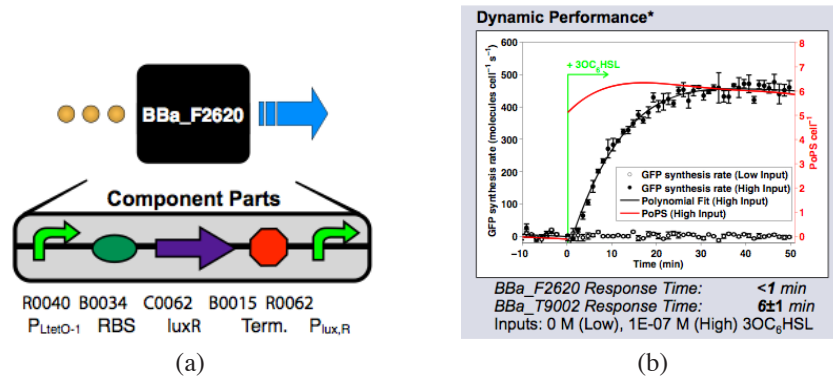 BBa_F2620
Component Parts
R0040 B0034 C0062 B0015 R0062
PLtetO-1 RBS luxR Term. Plux,R
(a)
Dynamic Performance*
+ 3OC6HSL
GFP synthesis rate (molecules cell⁻¹ s⁻¹)
600
500
400
300
200
100
0
8
7
6
5
4
3
2
1
0
PoPS cell⁻¹
GFP synthesis rate (Low Input)
GFP synthesis rate (High Input)
Polynomial Fit (High Input)
PoPS (High Input)
−10 0 10 20 30 40 50
Time (min)
BBa_F2620 Response Time: <1 min
BBa_T9002 Response Time: 6±1 min
Inputs: 0 M (Low), 1E-07 M (High) 3OC6HSL
(b)